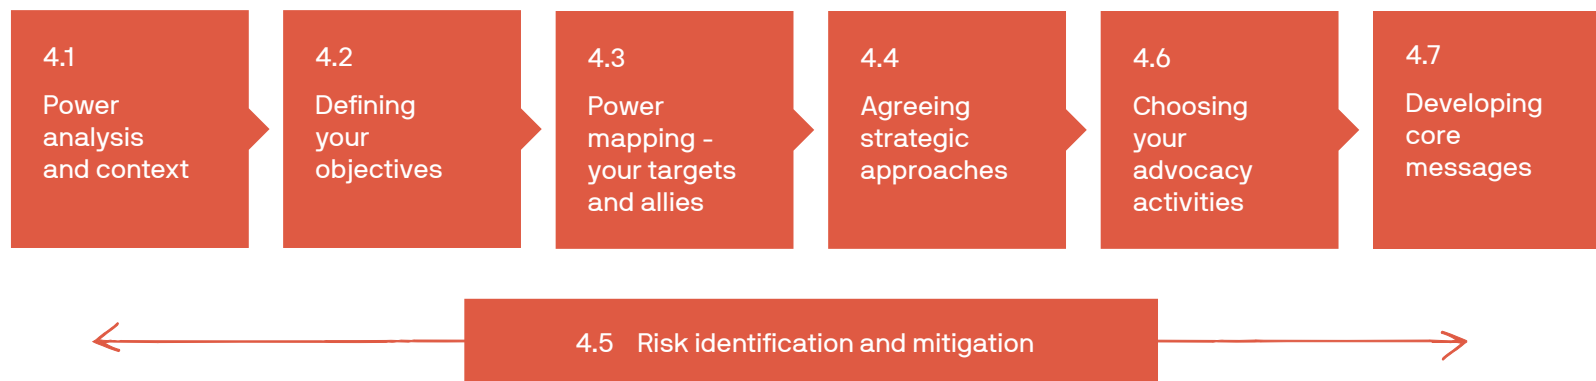 4.1
Power
analysis
and context
4.2
Defining
your
objectives
4.3
Power
mapping -
your targets
and allies
4.4
Agreeing
strategic
approaches
4.6
Choosing
your
advocacy
activities
4.7
Developing
core
messages
4.5 Risk identification and mitigation